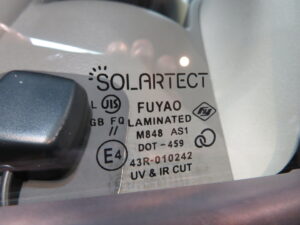 SOLARTECT
L JIS FUYAO
GB FQ LAMINATED
// M848 AS1
DOT-459
E4 43R-010242
UV & IR CUT